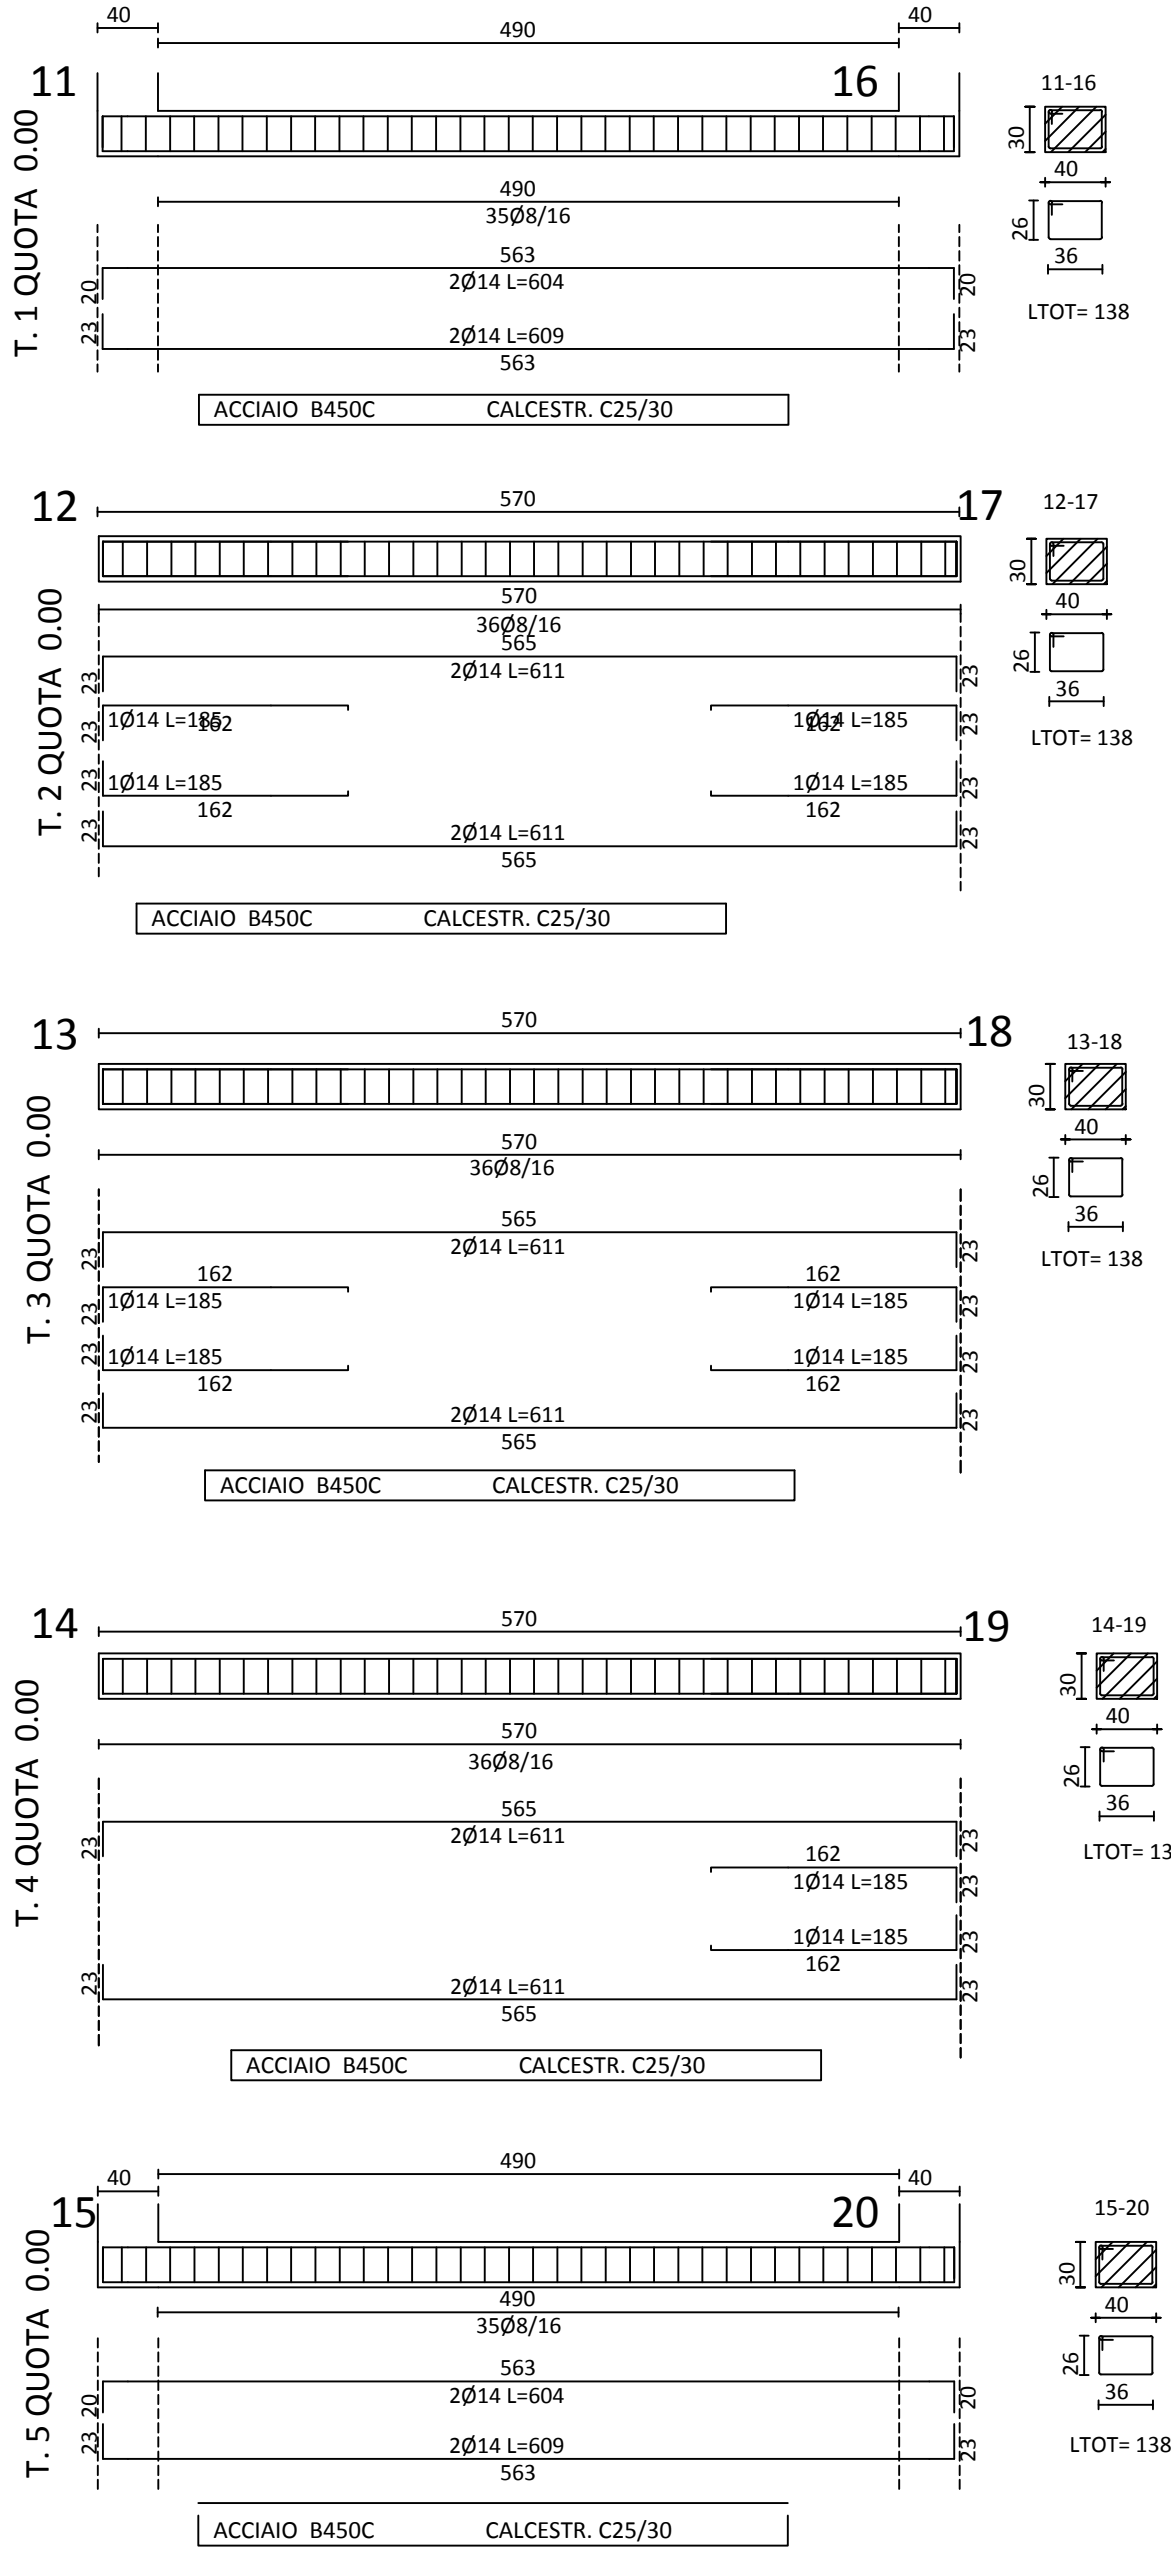 40
490
40
11
16
11-16
T. 1 QUOTA 0.00
30
40
490
35Ø8/16
26
36
563
2Ø14 L=604
20
20
LTOT= 138
23
2Ø14 L=609
23
563
ACCIAIO B450C CALCESTR. C25/30
12
570
17
12-17
T. 2 QUOTA 0.00
30
40
570
36Ø8/16
565
26
36
23
2Ø14 L=611
23
23
1Ø14 L=185
162
1Ø14 L=185
162
23
LTOT= 138
23
1Ø14 L=185
162
1Ø14 L=185
162
23
23
2Ø14 L=611
565
23
ACCIAIO B450C CALCESTR. C25/30
13
570
18
13-18
T. 3 QUOTA 0.00
30
40
570
36Ø8/16
26
36
565
23
2Ø14 L=611
23
LTOT= 138
162
162
23
1Ø14 L=185
1Ø14 L=185
23
23
1Ø14 L=185
1Ø14 L=185
23
162
162
23
2Ø14 L=611
23
565
ACCIAIO B450C CALCESTR. C25/30
14
570
19
14-19
T. 4 QUOTA 0.00
30
40
570
36Ø8/16
26
36
565
23
2Ø14 L=611
23
LTOT= 13
162
1Ø14 L=185
23
1Ø14 L=185
23
162
23
2Ø14 L=611
23
565
ACCIAIO B450C CALCESTR. C25/30
40
490
40
15
20
15-20
T. 5 QUOTA 0.00
30
40
490
35Ø8/16
26
36
563
20
2Ø14 L=604
20
23
2Ø14 L=609
23
LTOT= 138
563
ACCIAIO B450C CALCESTR. C25/30